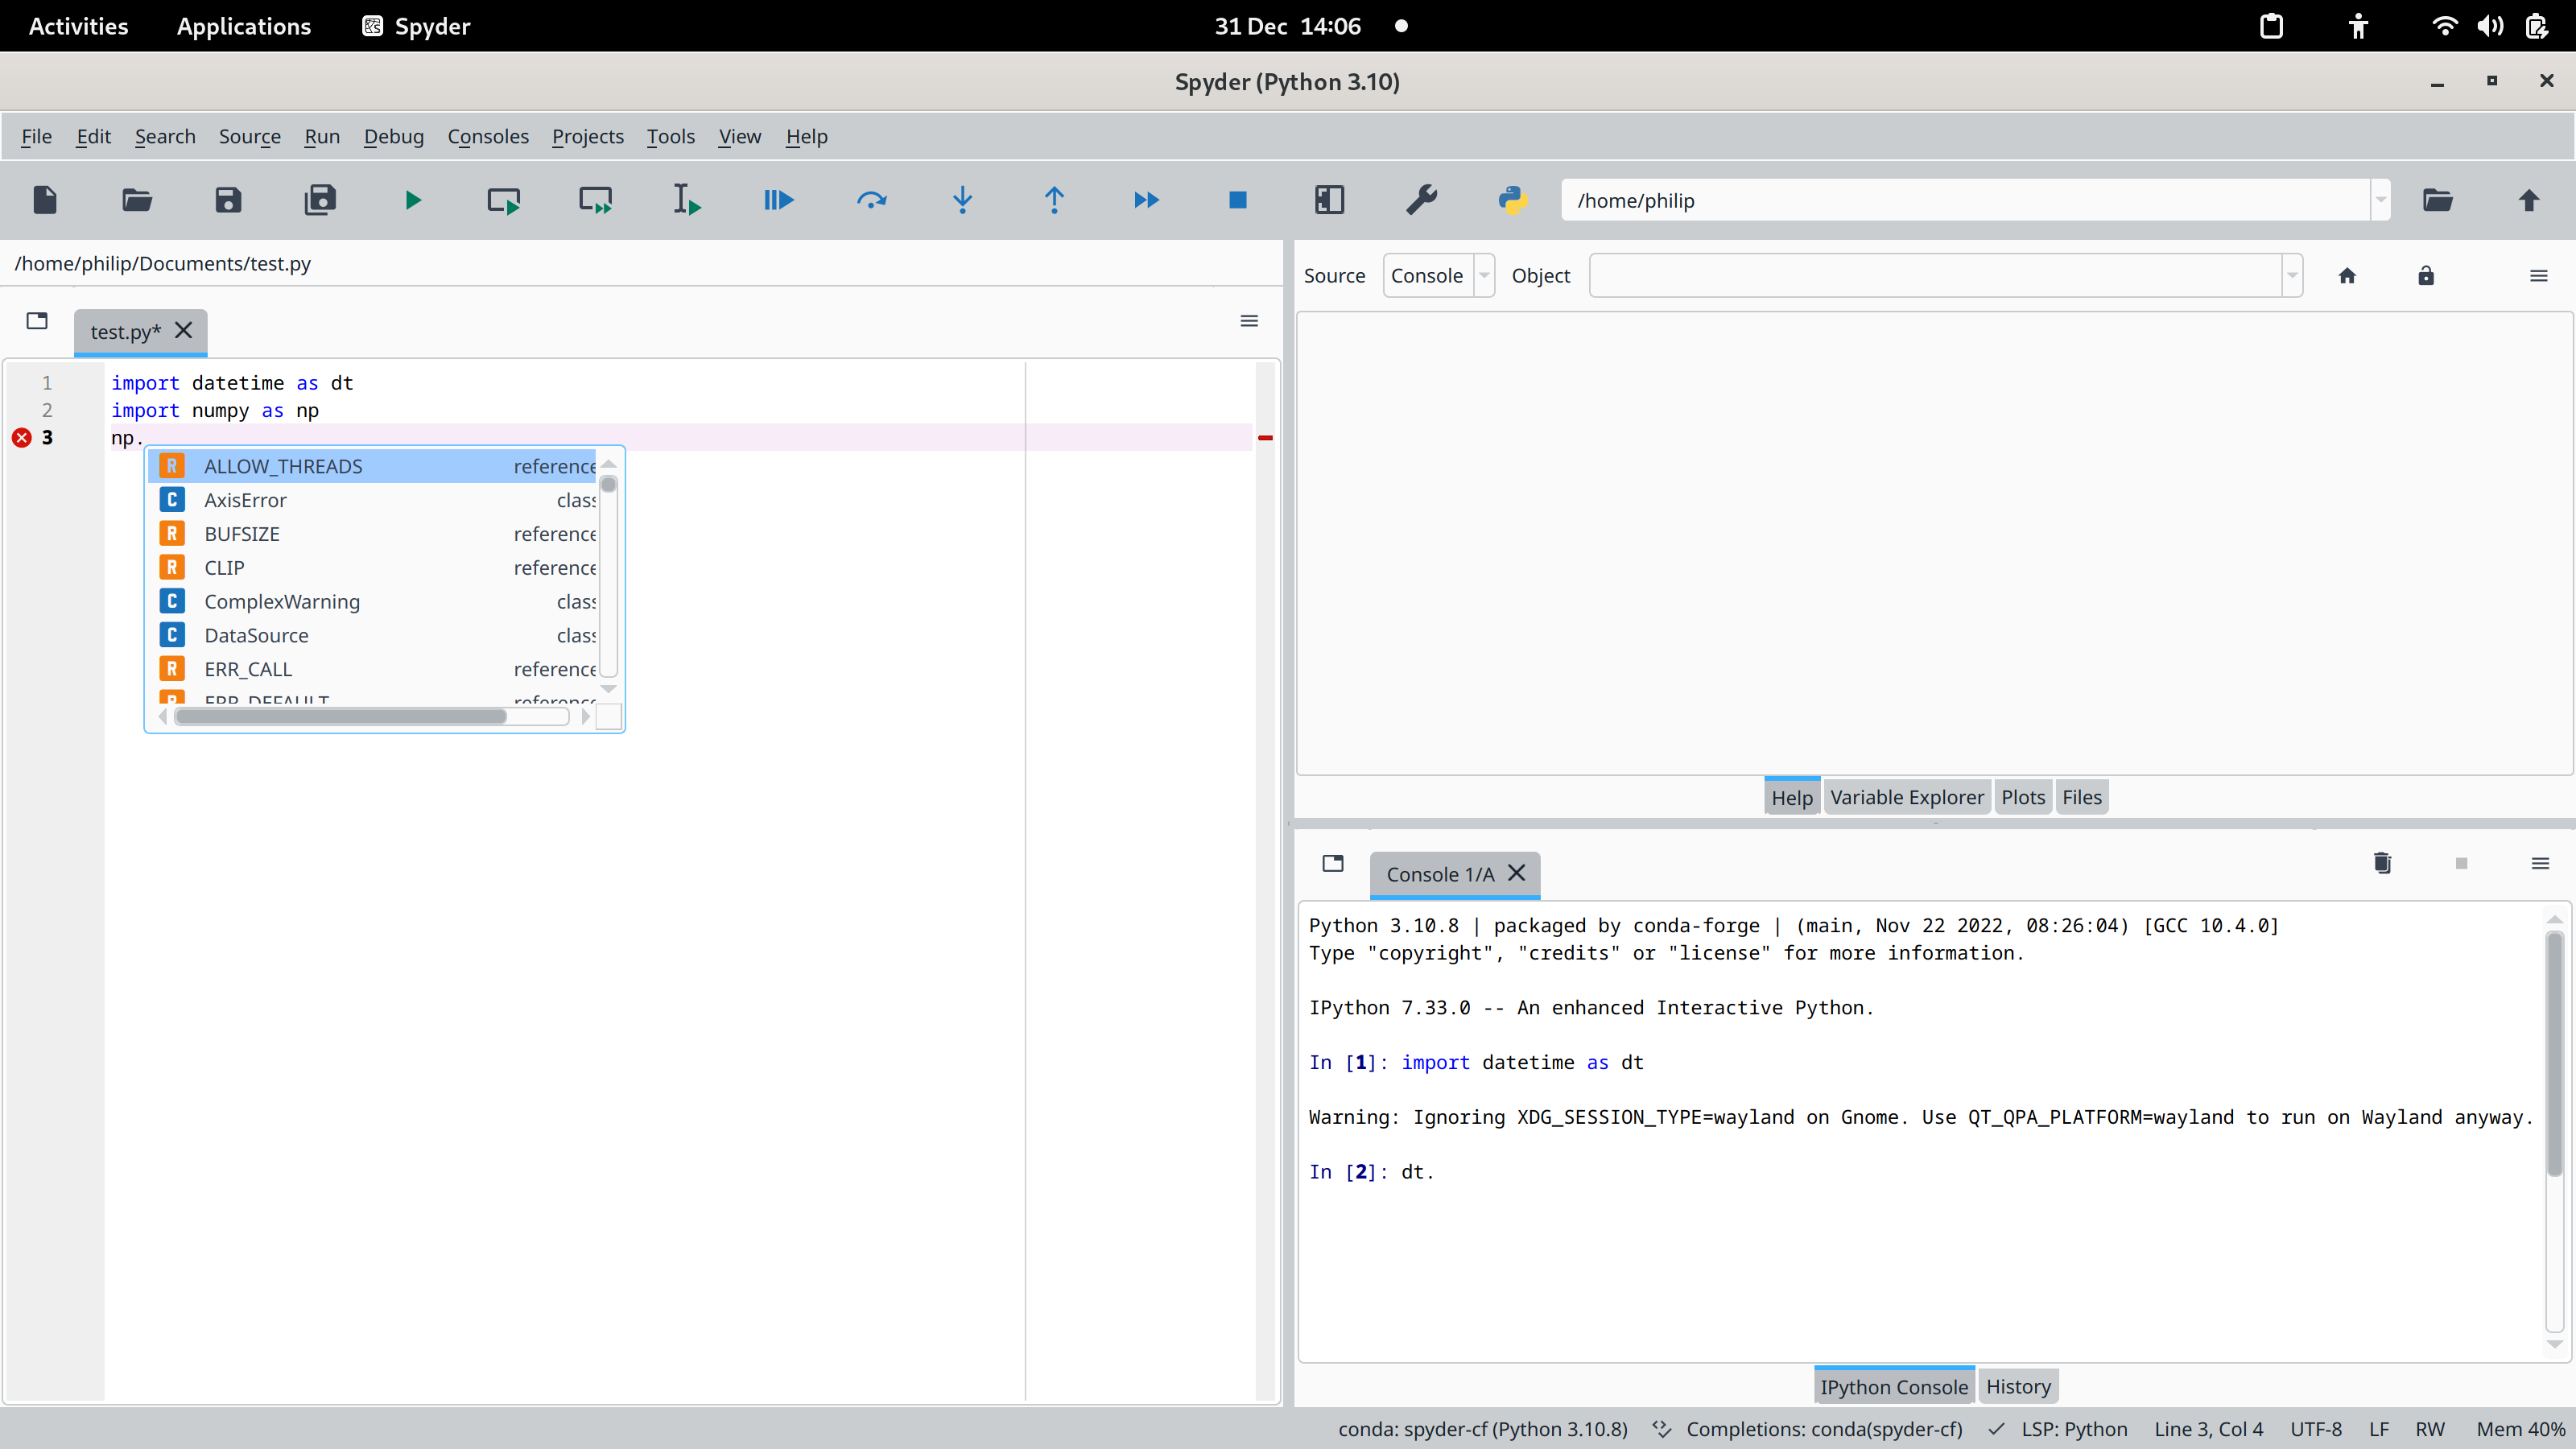 Activities Applications Spyder 31 Dec 14:06
Spyder (Python 3.10)
File Edit Search Source Run Debug Consoles Projects Tools View Help
/home/philip
/home/philip/Documents/test.py
test.py*
1 import datetime as dt
2 import numpy as np
3 np.
R ALLOW_THREADS reference
C AxisError class
R BUFSIZE reference
R CLIP reference
C ComplexWarning class
C DataSource class
R ERR_CALL reference
R ERR_DEFAULT reference
Source Console Object
Help Variable Explorer Plots Files
Console 1/A
Python 3.10.8 | packaged by conda-forge | (main, Nov 22 2022, 08:26:04) [GCC 10.4.0]
Type "copyright", "credits" or "license" for more information.
IPython 7.33.0 -- An enhanced Interactive Python.
In [1]: import datetime as dt
Warning: Ignoring XDG_SESSION_TYPE=wayland on Gnome. Use QT_QPA_PLATFORM=wayland to run on Wayland anyway.
In [2]: dt.
IPython Console History
conda: spyder-cf (Python 3.10.8) Completions: conda(spyder-cf) LSP: Python Line 3, Col 4 UTF-8 LF RW Mem 40%